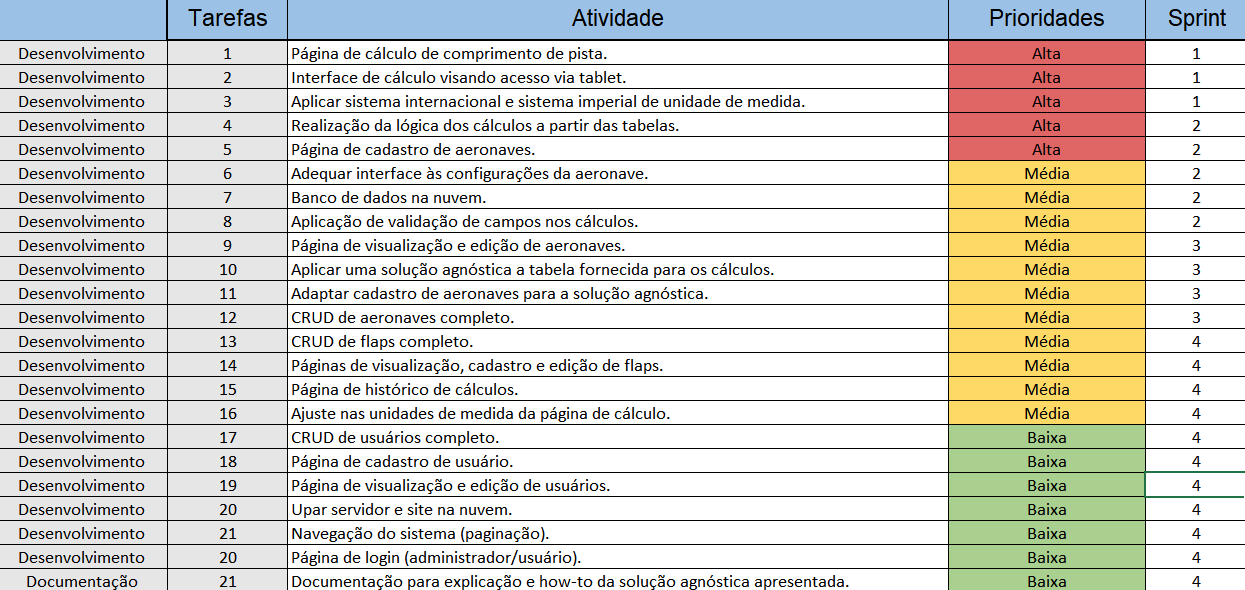 Tarefas Atividade Prioridades Sprint
Desenvolvimento 1 Página de cálculo de comprimento de pista. Alta 1
Desenvolvimento 2 Interface de cálculo visando acesso via tablet. Alta 1
Desenvolvimento 3 Aplicar sistema internacional e sistema imperial de unidade de medida. Alta 1
Desenvolvimento 4 Realização da lógica dos cálculos a partir das tabelas. Alta 2
Desenvolvimento 5 Página de cadastro de aeronaves. Alta 2
Desenvolvimento 6 Adequar interface às configurações da aeronave. Média 2
Desenvolvimento 7 Banco de dados na nuvem. Média 2
Desenvolvimento 8 Aplicação de validação de campos nos cálculos. Média 2
Desenvolvimento 9 Página de visualização e edição de aeronaves. Média 3
Desenvolvimento 10 Aplicar uma solução agnóstica a tabela fornecida para os cálculos. Média 3
Desenvolvimento 11 Adaptar cadastro de aeronaves para a solução agnóstica. Média 3
Desenvolvimento 12 CRUD de aeronaves completo. Média 3
Desenvolvimento 13 CRUD de flaps completo. Média 4
Desenvolvimento 14 Páginas de visualização, cadastro e edição de flaps. Média 4
Desenvolvimento 15 Página de histórico de cálculos. Média 4
Desenvolvimento 16 Ajuste nas unidades de medida da página de cálculo. Média 4
Desenvolvimento 17 CRUD de usuários completo. Baixa 4
Desenvolvimento 18 Página de cadastro de usuário. Baixa 4
Desenvolvimento 19 Página de visualização e edição de usuários. Baixa 4
Desenvolvimento 20 Upar servidor e site na nuvem. Baixa 4
Desenvolvimento 21 Navegação do sistema (paginação). Baixa 4
Desenvolvimento 20 Página de login (administrador/usuário). Baixa 4
Documentação 21 Documentação para explicação e how-to da solução agnóstica apresentada. Baixa 4